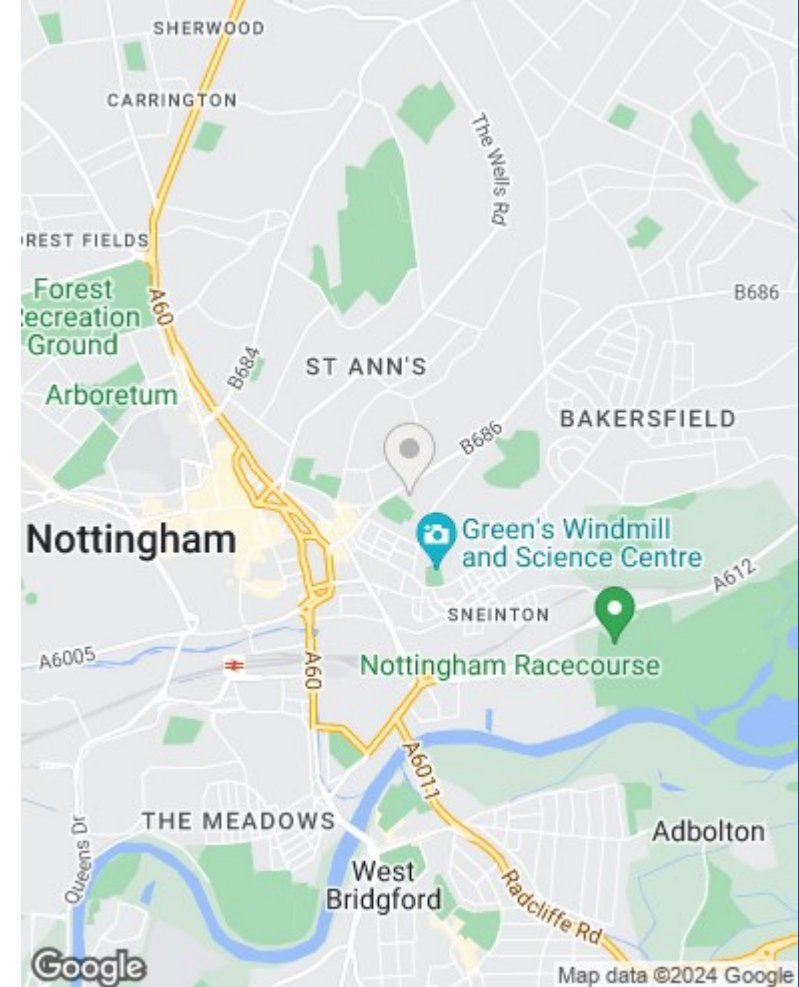 SHERWOOD
CARRINGTON
The Wells Rd
REST FIELDS
Forest
ecreation
Ground
A60
B686
B684
ST ANN'S
Arboretum
BAKERSFIELD
B686
Nottingham
Green's Windmill
and Science Centre
A612
SNEINTON
A6005
A60
Nottingham Racecourse
A6011
THE MEADOWS
Adbolton
Queens Dr
West
Bridgford
Radcliffe Rd
Google
Map data ©2024 Google